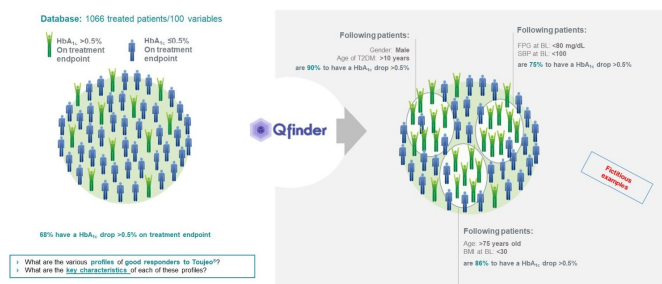 Database: 1066 treated patients/100 variables
HbA1c >0.5%
On treatment
endpoint
HbA1c ≤0.5%
On treatment
endpoint
68% have a HbA1c drop >0.5% on treatment endpoint
› What are the various profiles of good responders to Toujeo®?
› What are the key characteristics of each of these profiles?
Qfinder
Following patients:
Gender: Male
Age of T2DM: >10 years
are 90% to have a HbA1c drop >0.5%
Following patients:
FPG at BL: <80 mg/dL
SBP at BL: <100
are 75% to have a HbA1c drop >0.5%
Fictitious
examples
Following patients:
Age: >75 years old
BMI at BL: <30
are 86% to have a HbA1c drop >0.5%